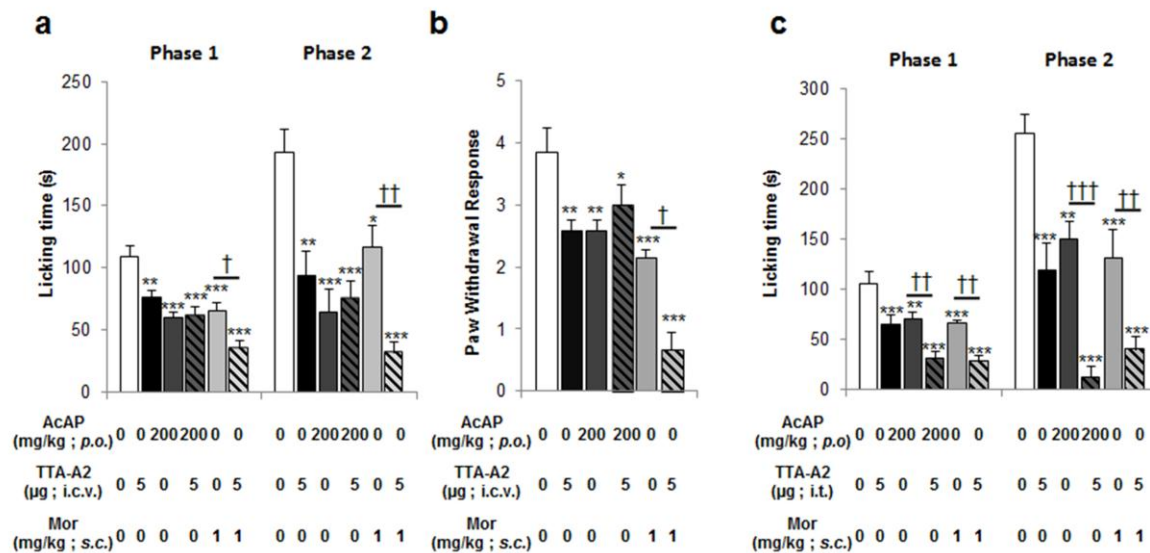 a
Phase 1
Phase 2
Licking time (s)
250
200
150
100
50
0
**
***
***
***
†
***
**
***
***
*
††
***
AcAP
(mg/kg ; p.o.)
0 0 200 200 0 0
0 0 200 200 0 0
TTA-A2
(µg ; i.c.v.)
0 5 0 5 0 5
0 5 0 5 0 5
Mor
(mg/kg ; s.c.)
0 0 0 0 1 1
0 0 0 0 1 1
b
Paw Withdrawal Response
5
4
3
2
1
0
**
**
*
***
†
***
AcAP
(mg/kg ; p.o.)
0 0 200 200 0 0
TTA-A2
(µg ; i.c.v.)
0 5 0 5 0 5
Mor
(mg/kg ; s.c.)
0 0 0 0 1 1
c
Phase 1
Phase 2
Licking time (s)
300
250
200
150
100
50
0
***
**
††
***
***
††
***
***
**
†††
***
***
††
***
AcAP
(mg/kg ; p.o)
0 0 200 200 0 0
0 0 200 200 0 0
TTA-A2
(µg ; i.t.)
0 5 0 5 0 5
0 5 0 5 0 5
Mor
(mg/kg ; s.c.)
0 0 0 0 1 1
0 0 0 0 1 1